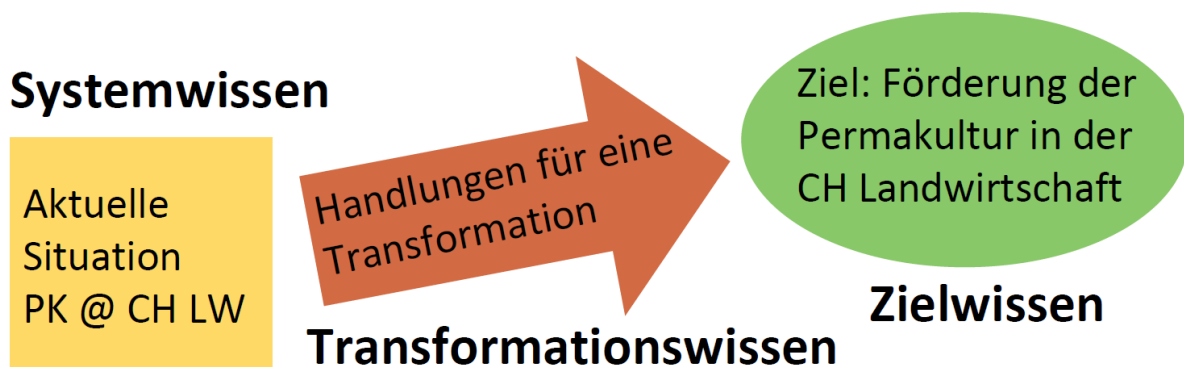 Systemwissen
Aktuelle
Situation
PK @ CH LW
Handlungen für eine
Transformation
Transformationswissen
Ziel: Förderung der
Permakultur in der
CH Landwirtschaft
Zielwissen